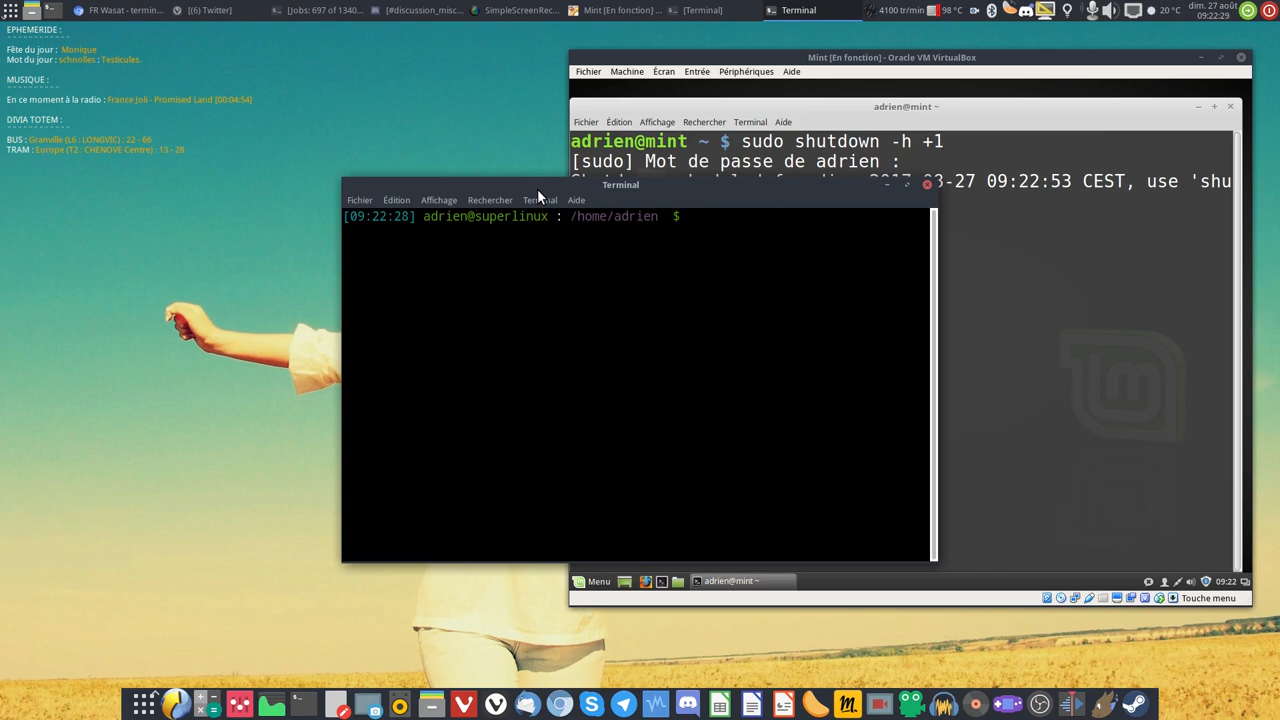 FR Wasat - termin...
[(6) Twitter]
[Jobs: 697 of 1340...
[#discussion_misc...
SimpleScreenRec...
Mint [En fonction] ...
[Terminal]
Terminal
4100 tr/min
98 °C
20 °C
dim. 27 août
09:22:29
EPHEMERIDE :
Fête du jour : Monique
Mot du jour : schnolles : Testicules.
MUSIQUE :
En ce moment à la radio : France Joli - Promised Land [00:04:54]
DIVIA TOTEM :
BUS : Granville (L6 : LONGVIC) : 22 - 66
TRAM : Europe (T2 : CHENOVE Centre) : 13 - 28
Mint [En fonction] - Oracle VM VirtualBox
Fichier Machine Écran Entrée Périphériques Aide
adrien@mint ~
Fichier Édition Affichage Rechercher Terminal Aide
adrien@mint ~ $ sudo shutdown -h +1
[sudo] Mot de passe de adrien :
-27 09:22:53 CEST, use 'shu
Terminal
Fichier Édition Affichage Rechercher Terminal Aide
[09:22:28] adrien@superlinux : /home/adrien $
Menu
adrien@mint ~
09:22
Touche menu